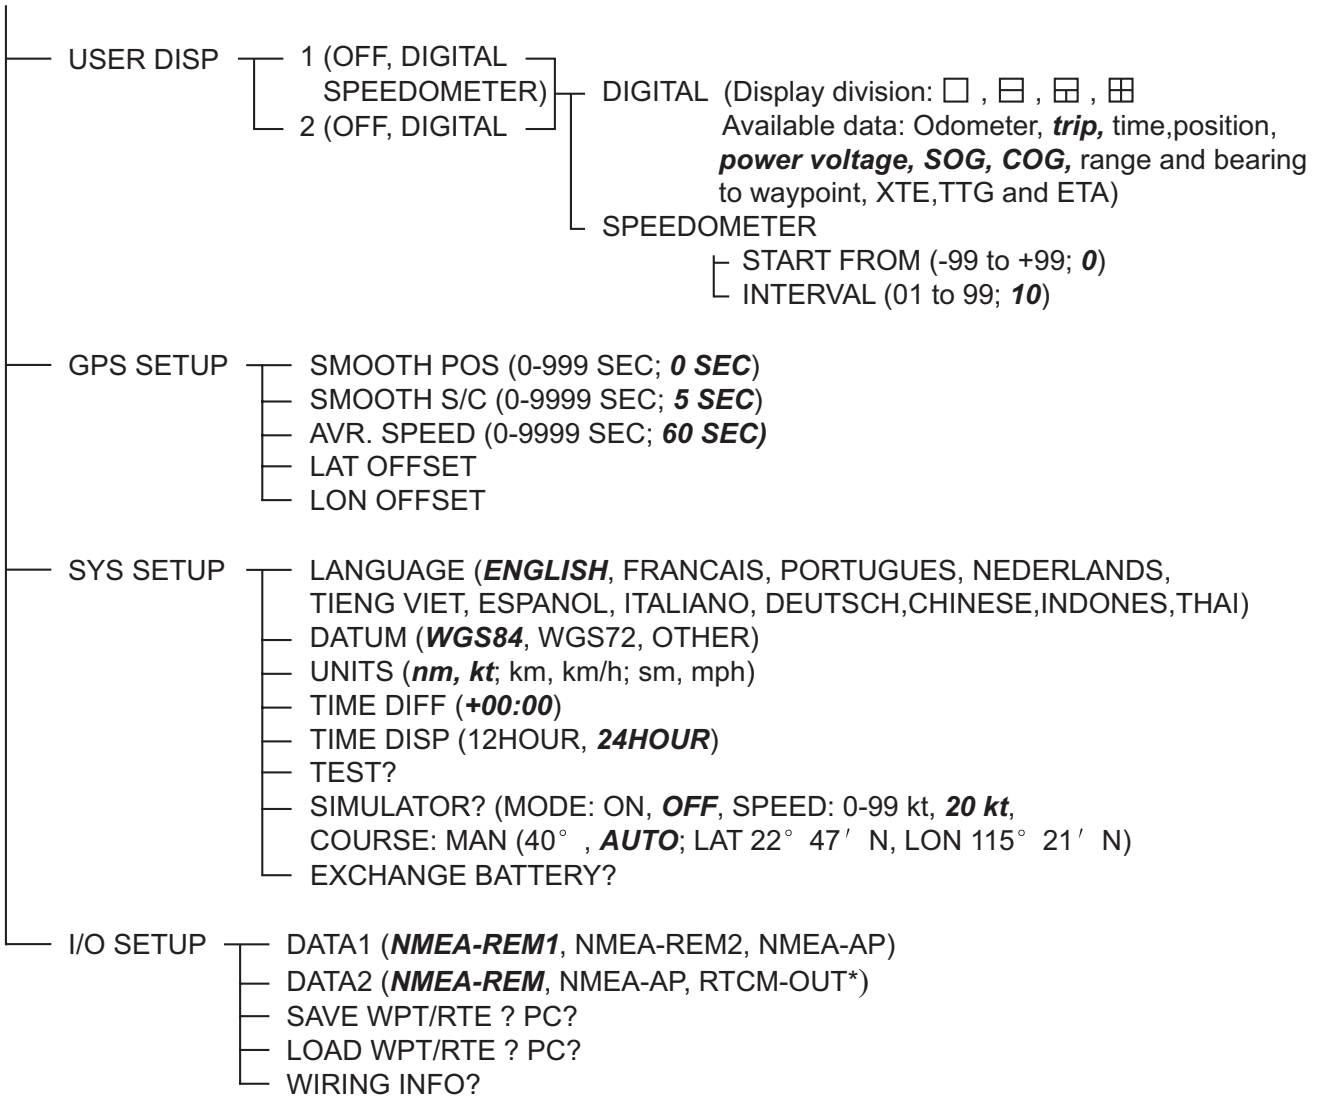 USER DISP
1 (OFF, DIGITAL
SPEEDOMETER)
2 (OFF, DIGITAL
DIGITAL (Display division: , , ,
Available data: Odometer, trip, time,position,
power voltage, SOG, COG, range and bearing
to waypoint, XTE,TTG and ETA)
SPEEDOMETER
START FROM (-99 to +99; 0)
INTERVAL (01 to 99; 10)
GPS SETUP
SMOOTH POS (0-999 SEC; 0 SEC)
SMOOTH S/C (0-9999 SEC; 5 SEC)
AVR. SPEED (0-9999 SEC; 60 SEC)
LAT OFFSET
LON OFFSET
SYS SETUP
LANGUAGE (ENGLISH, FRANCAIS, PORTUGUES, NEDERLANDS,
TIENG VIET, ESPANOL, ITALIANO, DEUTSCH,CHINESE,INDONES,THAI)
DATUM (WGS84, WGS72, OTHER)
UNITS (nm, kt; km, km/h; sm, mph)
TIME DIFF (+00:00)
TIME DISP (12HOUR, 24HOUR)
TEST?
SIMULATOR? (MODE: ON, OFF, SPEED: 0-99 kt, 20 kt,
COURSE: MAN (40° , AUTO; LAT 22° 47′ N, LON 115° 21′ N)
EXCHANGE BATTERY?
I/O SETUP
DATA1 (NMEA-REM1, NMEA-REM2, NMEA-AP)
DATA2 (NMEA-REM, NMEA-AP, RTCM-OUT*)
SAVE WPT/RTE ? PC?
LOAD WPT/RTE ? PC?
WIRING INFO?